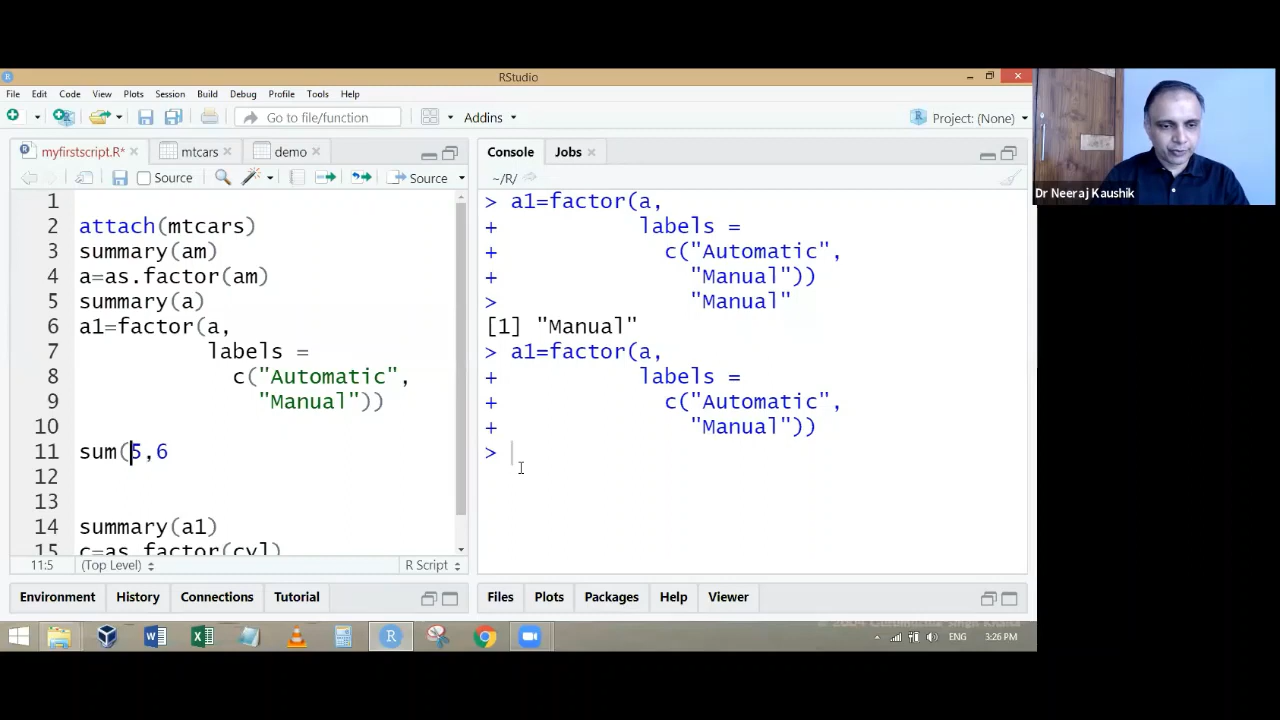 RStudio
File Edit Code View Plots Session Build Debug Profile Tools Help
Go to file/function Addins Project: (None)
myfirstscript.R* mtcars demo
Source Source
1
2 attach(mtcars)
3 summary(am)
4 a=as.factor(am)
5 summary(a)
6 a1=factor(a,
7 labels =
8 c("Automatic",
9 "Manual"))
10
11 sum(5,6
12
13
14 summary(a1)
15 c=as.factor(cyl)
11:5 (Top Level) R Script
Environment History Connections Tutorial
Console Jobs
~/R/
> a1=factor(a,
+ labels =
+ c("Automatic",
+ "Manual"))
> "Manual"
[1] "Manual"
> a1=factor(a,
+ labels =
+ c("Automatic",
+ "Manual"))
>
Files Plots Packages Help Viewer
ENG 3:26 PM
Dr Neeraj Kaushik